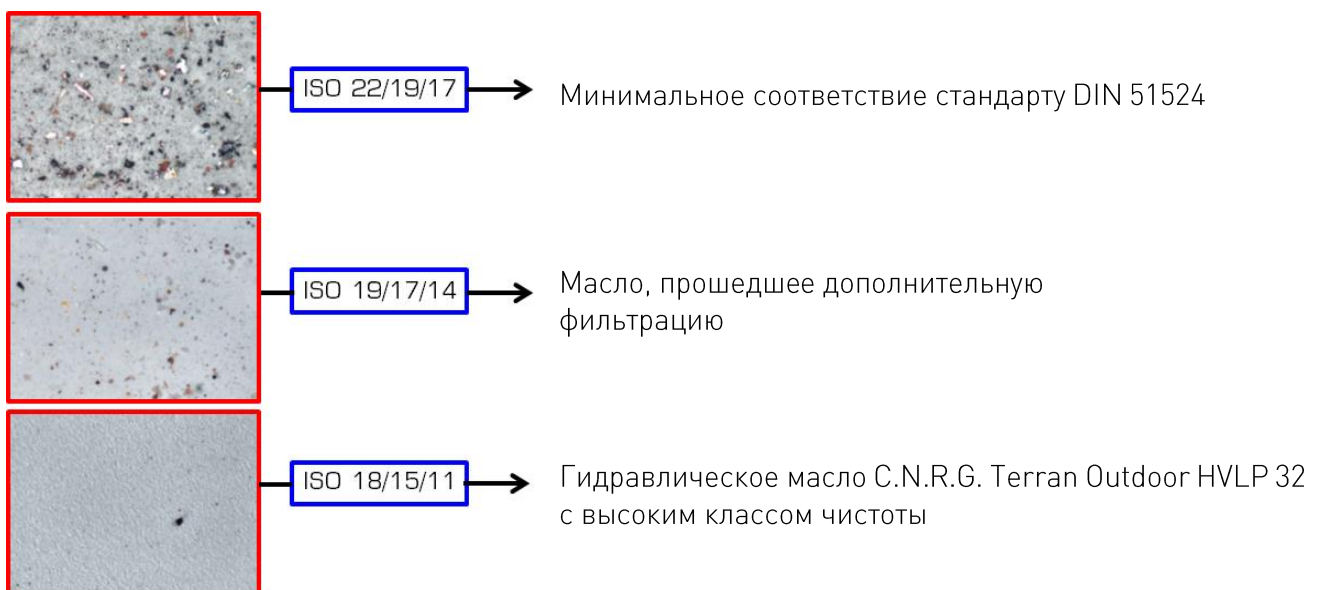 ISO 22/19/17
Минимальное соответствие стандарту DIN 51524
ISO 19/17/14
Масло, прошедшее дополнительную
фильтрацию
ISO 18/15/11
Гидравлическое масло C.N.R.G. Terran Outdoor HVLP 32
с высоким классом чистоты